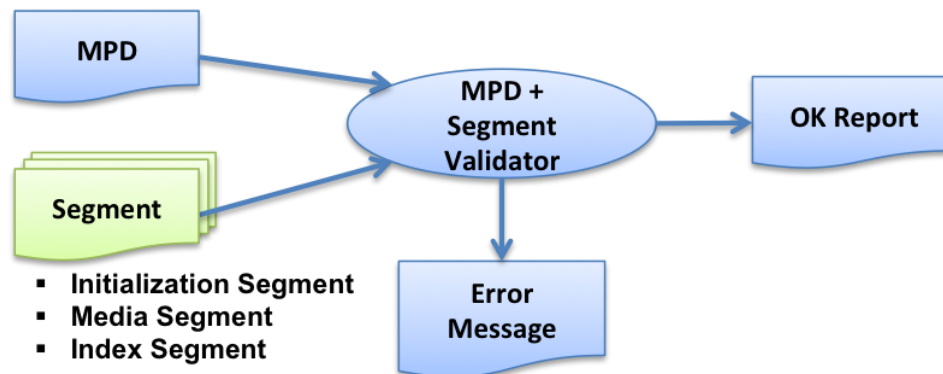 MPD
MPD +
Segment
Validator
OK Report
Segment
▪ Initialization Segment
▪ Media Segment
▪ Index Segment
Error
Message